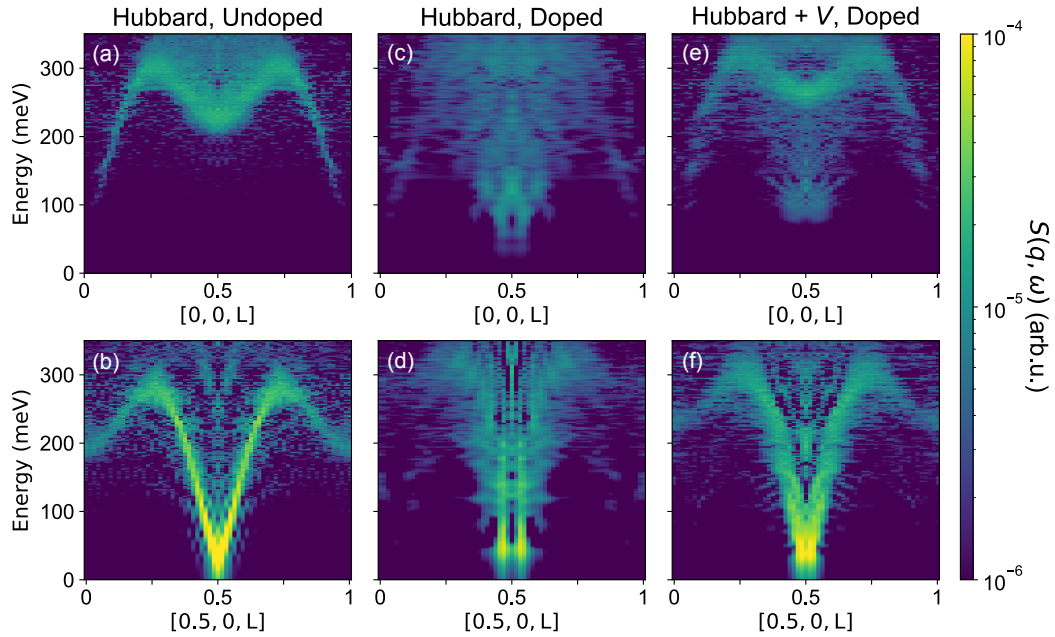 Hubbard, Undoped
Hubbard, Doped
Hubbard + V, Doped
(a)
(c)
(e)
300
200
100
0
Energy (meV)
0
0.5
1
[0, 0, L]
0
0.5
1
[0, 0, L]
0
0.5
1
[0, 0, L]
(b)
(d)
(f)
300
200
100
0
Energy (meV)
0
0.5
1
[0.5, 0, L]
0
0.5
1
[0.5, 0, L]
0
0.5
1
[0.5, 0, L]
10⁻⁴
10⁻⁵
10⁻⁶
S(q, ω) (arb.u.)